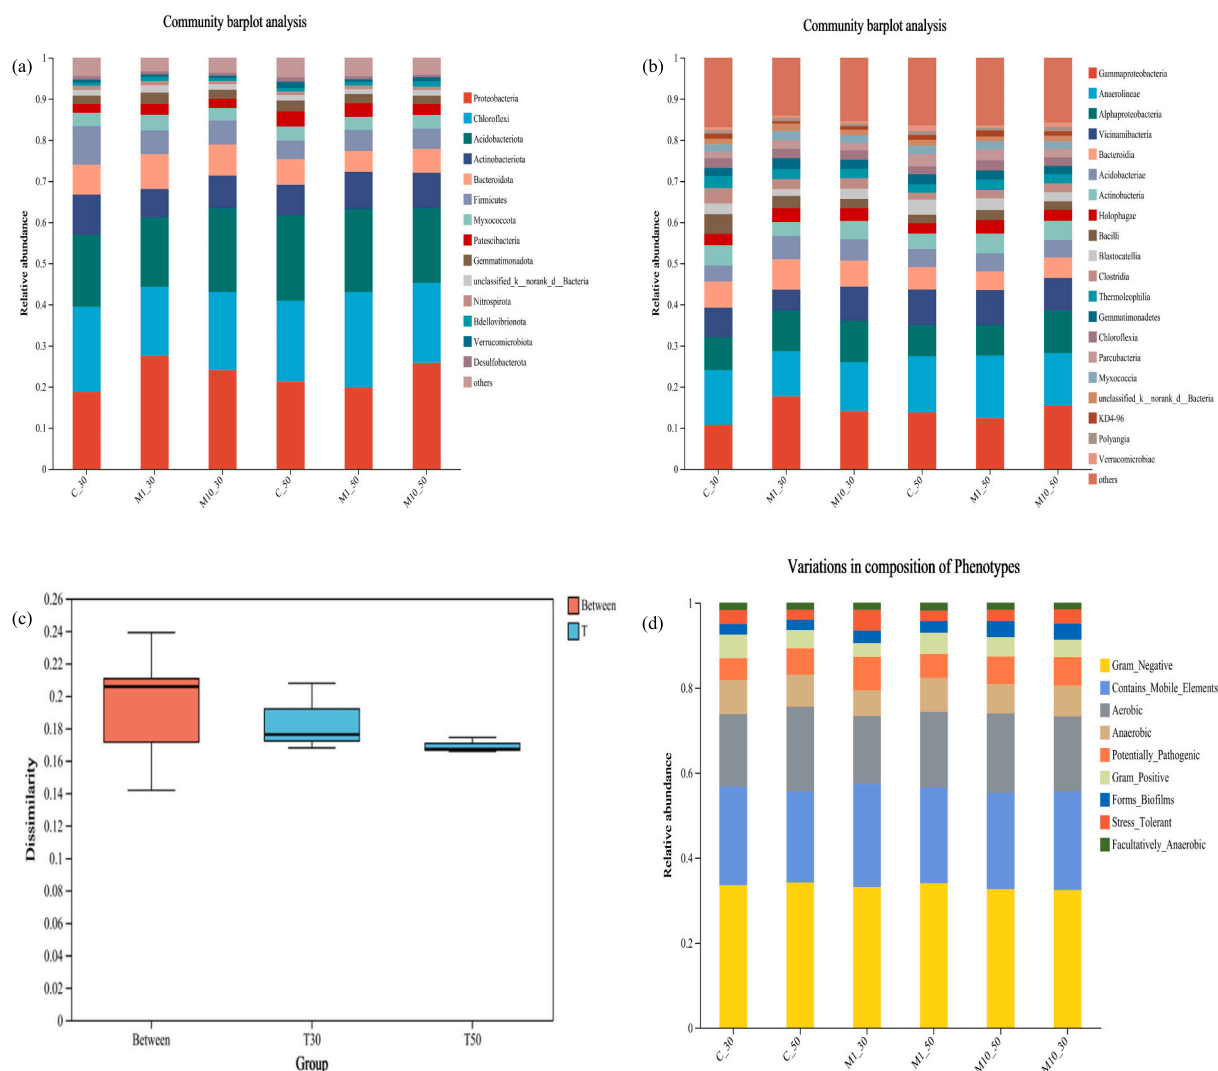 Community barplot analysis
(a)
Relative abundance
1
0.9
0.8
0.7
0.6
0.5
0.4
0.3
0.2
0.1
0
C_30
M1_30
M10_30
C_50
M1_50
M10_50
Proteobacteria
Chloroflexi
Acidobacteriota
Actinobacteriota
Bacteroidota
Firmicutes
Myxococcota
Patescibacteria
Gemmatimonadota
unclassified_k__norank_d__Bacteria
Nitrospirota
Bdellovibrionota
Verrucomicrobiota
Desulfobacterota
others
Community barplot analysis
(b)
Relative abundance
1
0.9
0.8
0.7
0.6
0.5
0.4
0.3
0.2
0.1
0
C_30
M1_30
M10_30
C_50
M1_50
M10_50
Gammaproteobacteria
Anaerolineae
Alphaproteobacteria
Vicinamibacteria
Bacteroidia
Acidobacteriae
Actinobacteria
Holophagae
Bacilli
Blastocatellia
Clostridia
Thermoleophilia
Gemmatimonadetes
Chloroflexia
Parcubacteria
Myxococcia
unclassified_k__norank_d__Bacteria
KD4-96
Polyangia
Verrucomicrobiae
others
(c)
Dissimilarity
0.26
0.24
0.22
0.2
0.18
0.16
0.14
0.12
0.1
0.08
0.06
0.04
0.02
0
Between
T30
T50
Group
Between
T
Variations in composition of Phenotypes
(d)
Relative abundance
1
0.8
0.6
0.4
0.2
0
C_30
C_50
M1_30
M1_50
M10_50
M10_30
Gram_Negative
Contains_Mobile_Elements
Aerobic
Anaerobic
Potentially_Pathogenic
Gram_Positive
Forms_Biofilms
Stress_Tolerant
Facultatively_Anaerobic